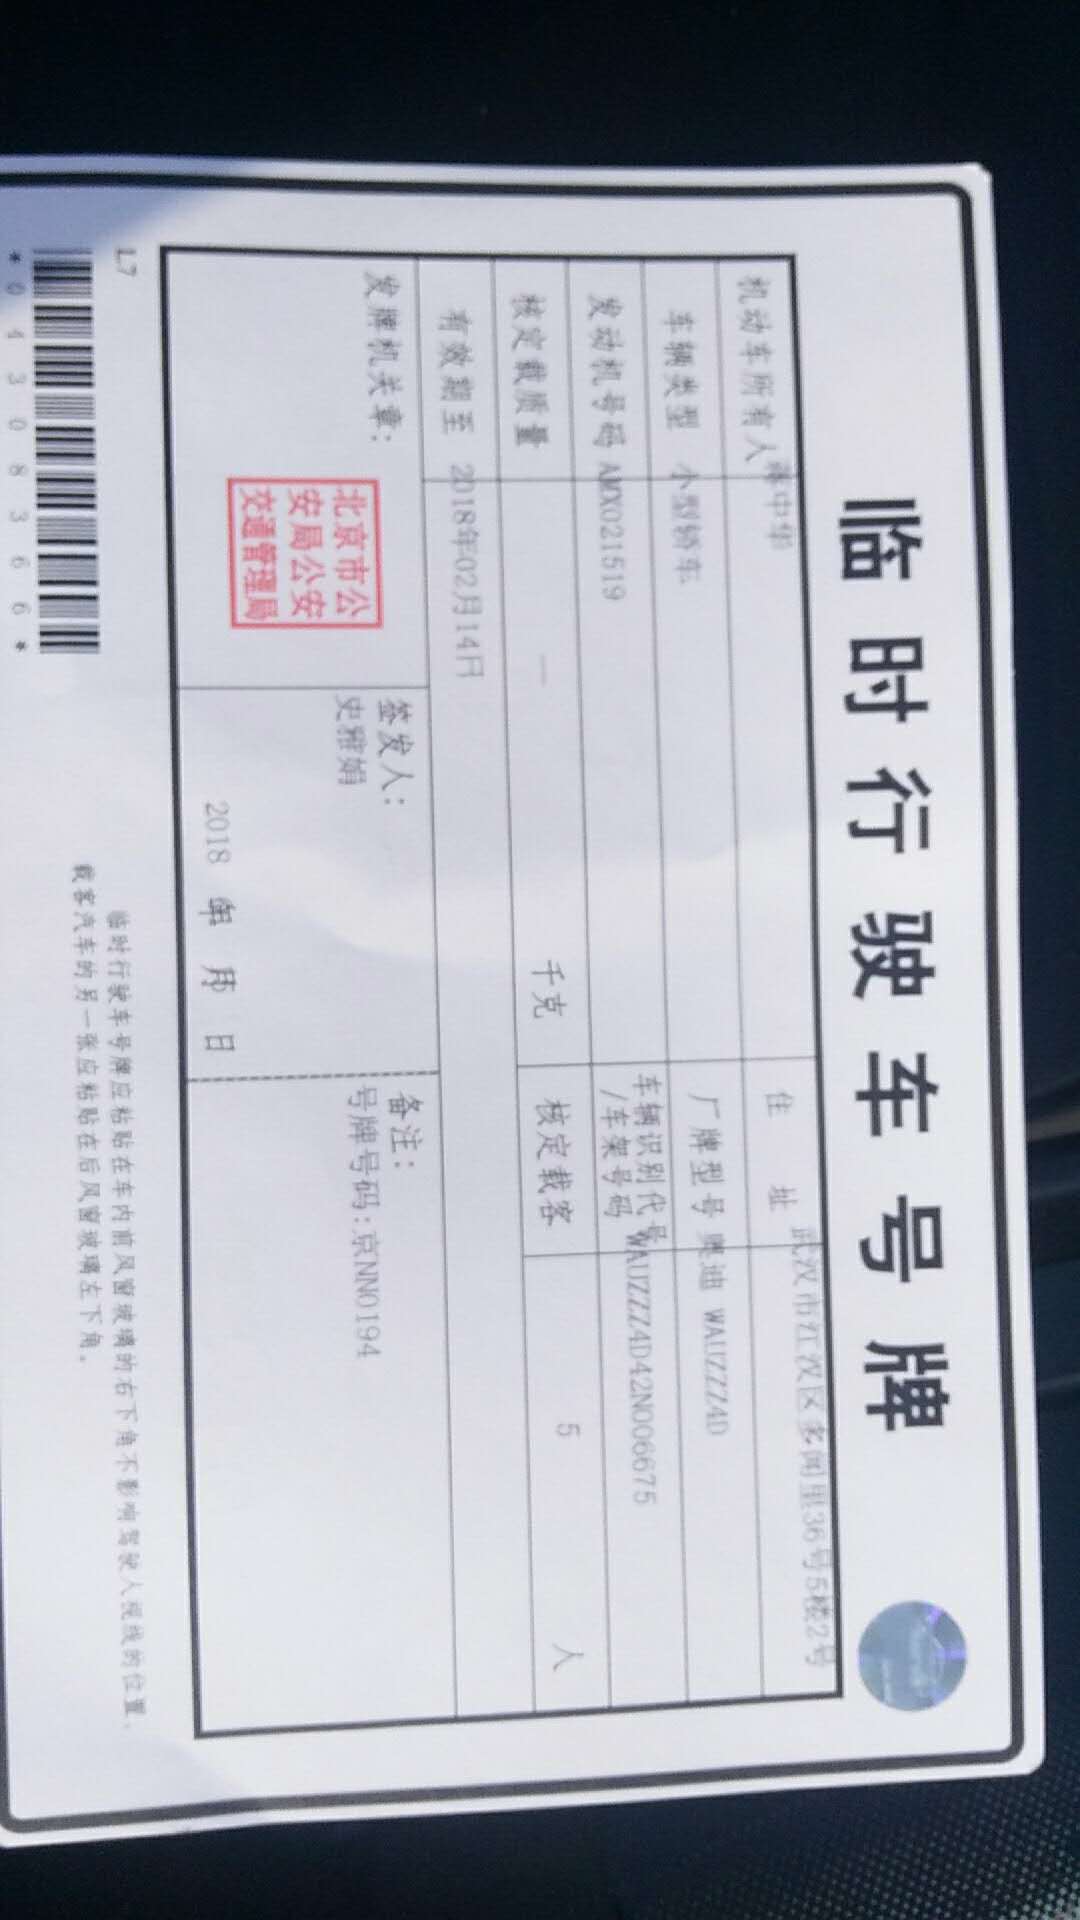 临时行驶车号牌
机动车所有人 中华 住 址 武汉市江汉区多闻里36号5楼2号
车辆类型 小型轿车 厂牌型号 奥迪 WAUZZZ4D
发动机号码 AMX021519 车辆识别代号/车架号码 WAUZZZ4D42N006675
核定载质量 — 千克 核定载客 5 人
有效期至 2018年02月14日
发牌机关章： 签发人： 备注：
史雅娟 号牌号码:京NN0194
北京市公
安局公安
交通管理局
2018 年 月 日
L7
临时行驶车号牌应粘贴在车内前风窗玻璃的右下角不影响驾驶人视线的位置，
载客汽车的另一张应粘贴在后风窗玻璃左下角。
*04308366*